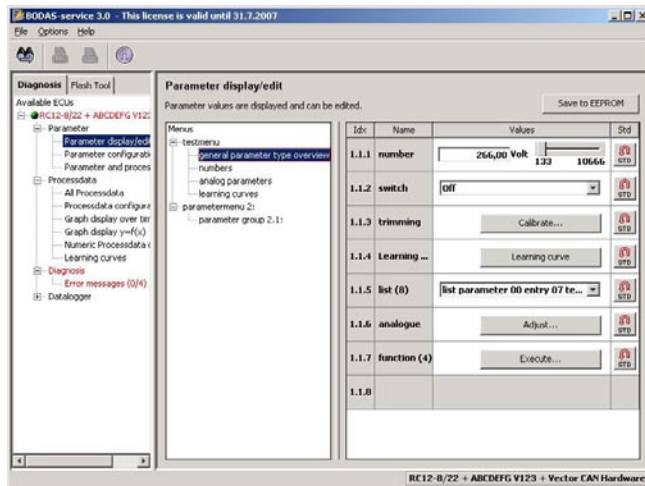 BODAS-service 3.0 - This license is valid until 31.7.2007
File Options Help
Diagnosis Flash Tool
Available ECUs
RC12-8/22 + ABCDEFG V123
Parameter
Parameter display/edi
Parameter configurati
Parameter and proces
Processdata
All Processdata
Processdata configura
Graph display over tim
Graph display y=f(x)
Numeric Processdata
Learning curves
Diagnosis
Error messages (0/4)
Datalogger
Parameter display/edit
Parameter values are displayed and can be edited.
Save to EEPROM
Menus
testmenu
general parameter type overview
numbers
analog parameters
learning curves
parametermenu 2:
parameter group 2.1:
Idx Name Values Std
1.1.1 number 266,00 Volt 133 10666 STD
1.1.2 switch Off STD
1.1.3 trimming Calibrate... STD
1.1.4 Learning ... Learning curve STD
1.1.5 list (8) list parameter 00 entry 07 te... STD
1.1.6 analogue Adjust... STD
1.1.7 function (4) Execute... STD
1.1.8
RC12-8/22 + ABCDEFG V123 + Vector CAN Hardware